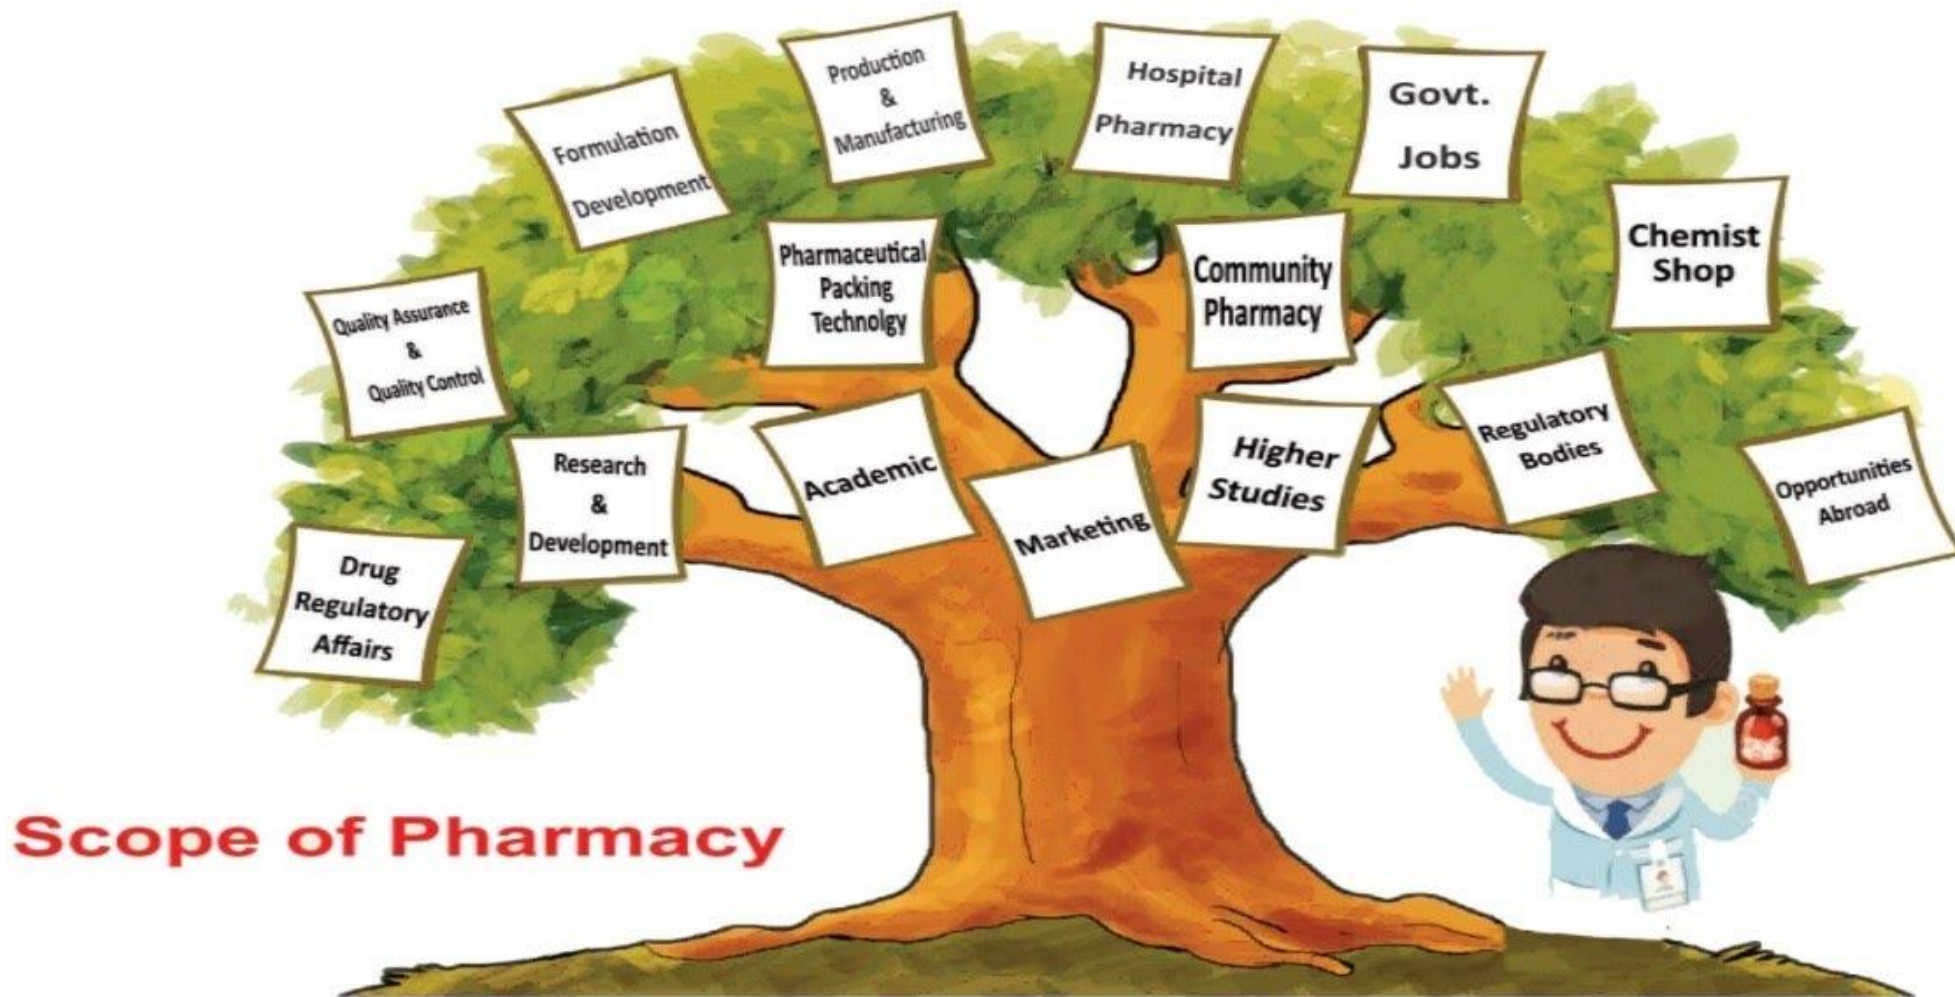 Production
&
Manufacturing
Hospital
Pharmacy
Govt.
Jobs
Formulation
Development
Chemist
Shop
Pharmaceutical
Packing
Technolgy
Community
Pharmacy
Quality Assurance
&
Quality Control
Research
&
Development
Academic
Marketing
Higher
Studies
Regulatory
Bodies
Opportunities
Abroad
Drug
Regulatory
Affairs
Scope of Pharmacy